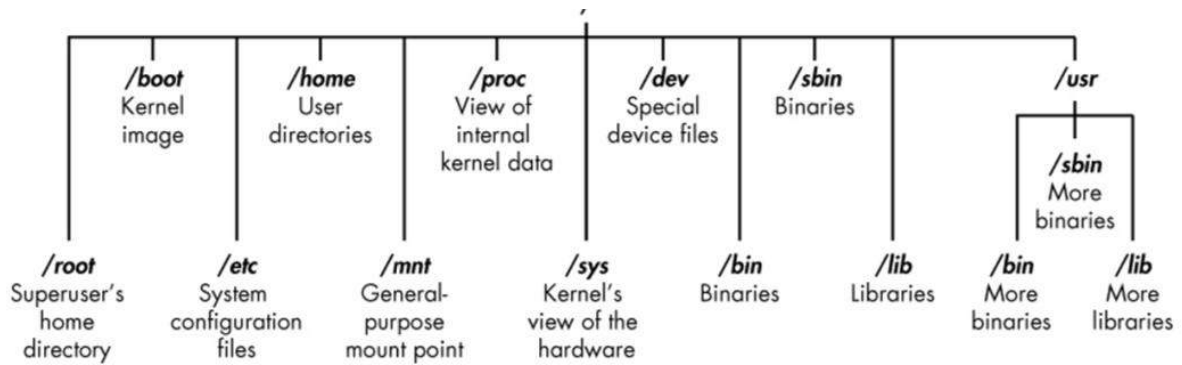 /boot
Kernel
image
/home
User
directories
/proc
View of
internal
kernel data
/dev
Special
device files
/sbin
Binaries
/usr
/sbin
More
binaries
/root
Superuser's
home
directory
/etc
System
configuration
files
/mnt
General-
purpose
mount point
/sys
Kernel's
view of the
hardware
/bin
Binaries
/lib
Libraries
/bin
More
binaries
/lib
More
libraries